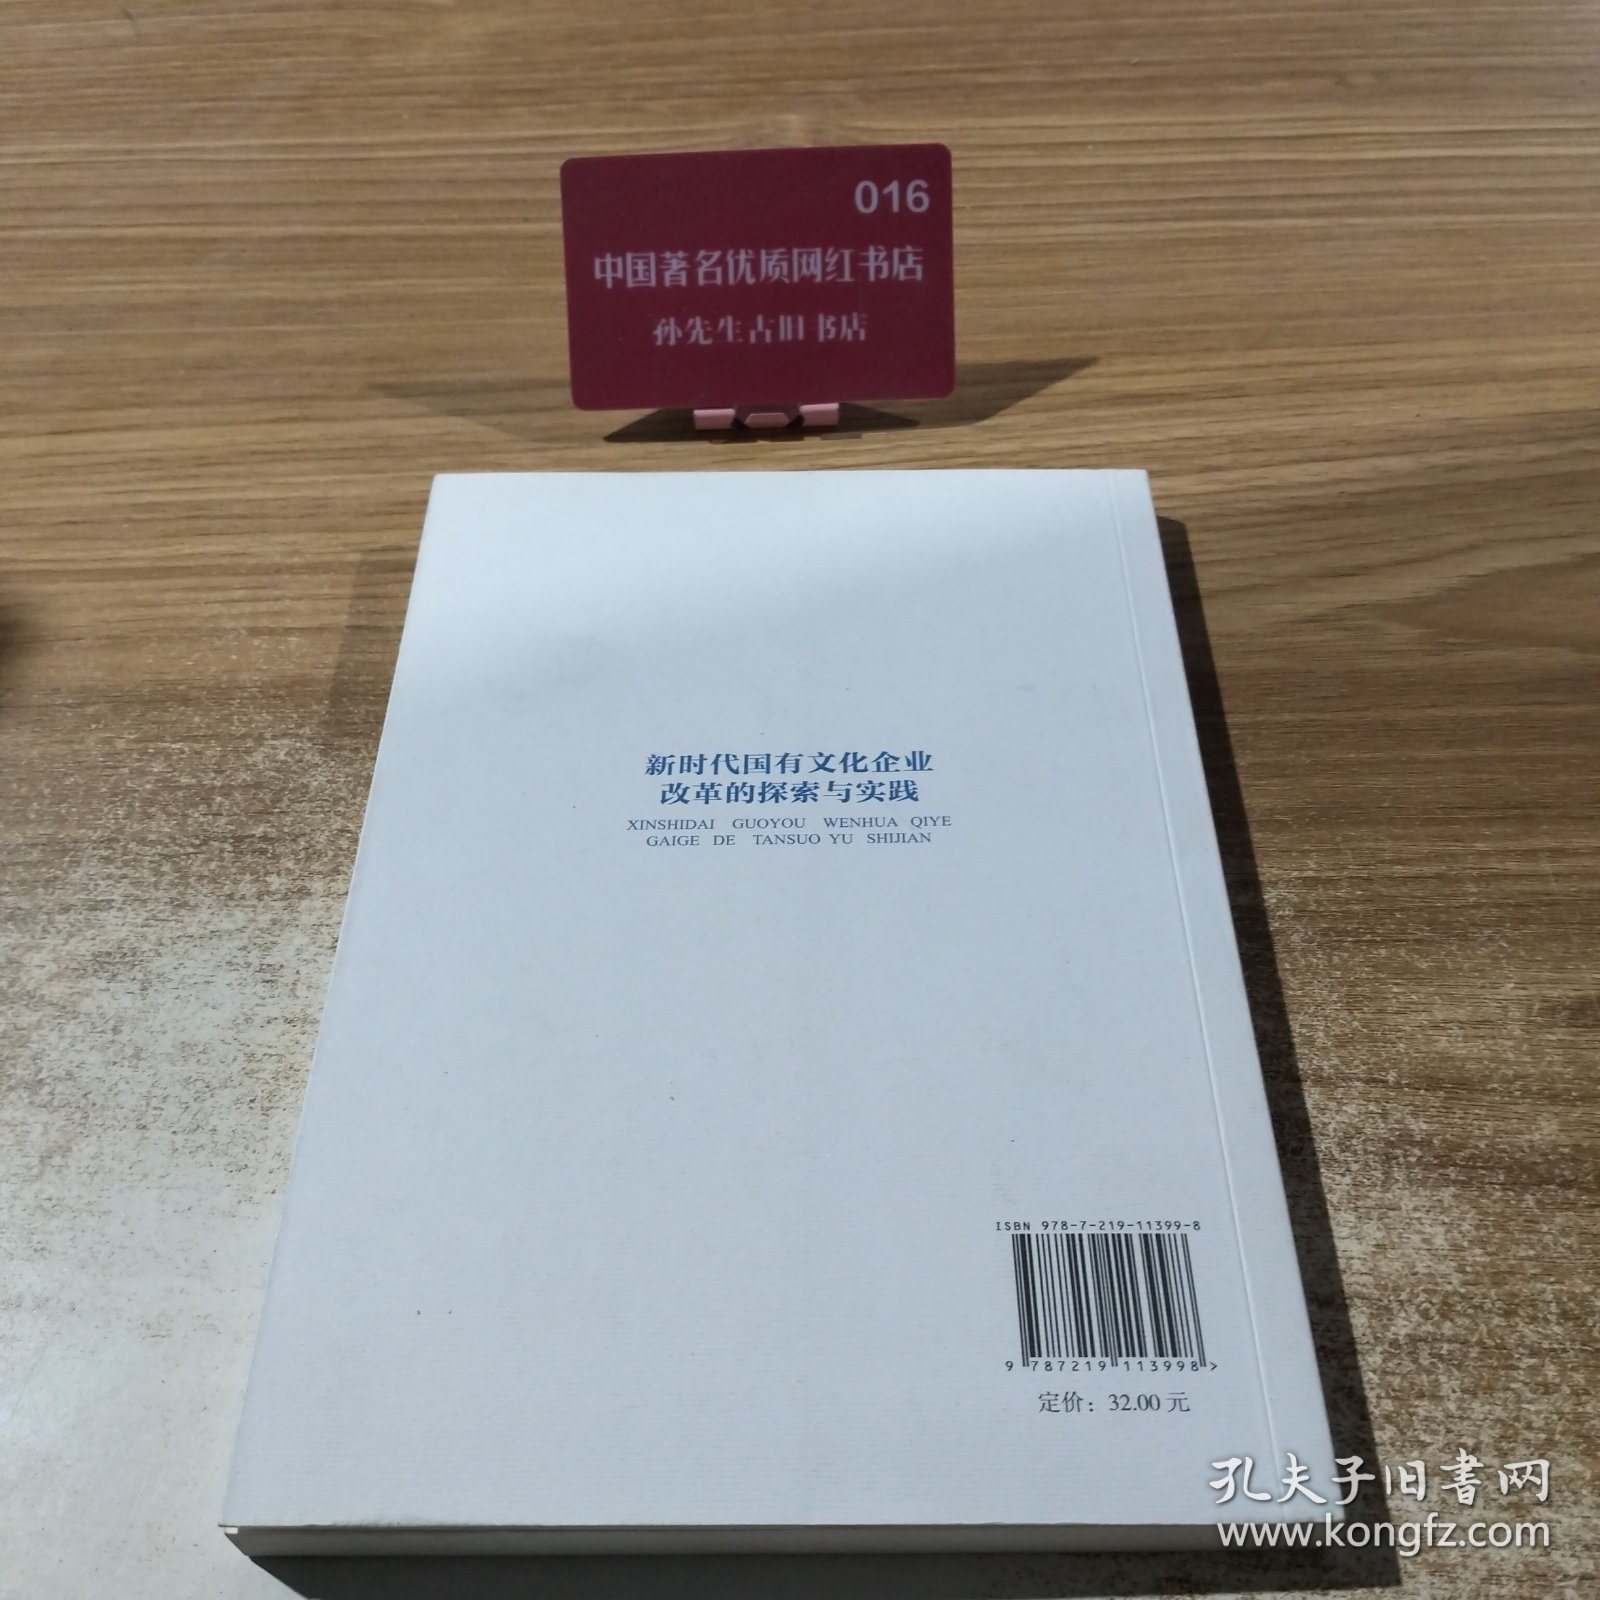 016
中国著名优质网红书店
孙先生古旧书店
新时代国有文化企业
改革的探索与实践
XINSHIDAI GUOYOU WENHUA QIYE
GAIGE DE TANSUO YU SHIJIAN
ISBN 978-7-219-11399-8
9 787219 113998 >
定价：32.00 元
孔夫子旧书网
www.kongfz.com